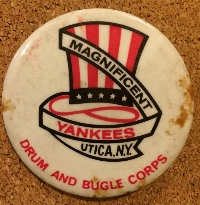 MAGNIFICENT
YANKEES
UTICA, N.Y.
DRUM AND BUGLE CORPS